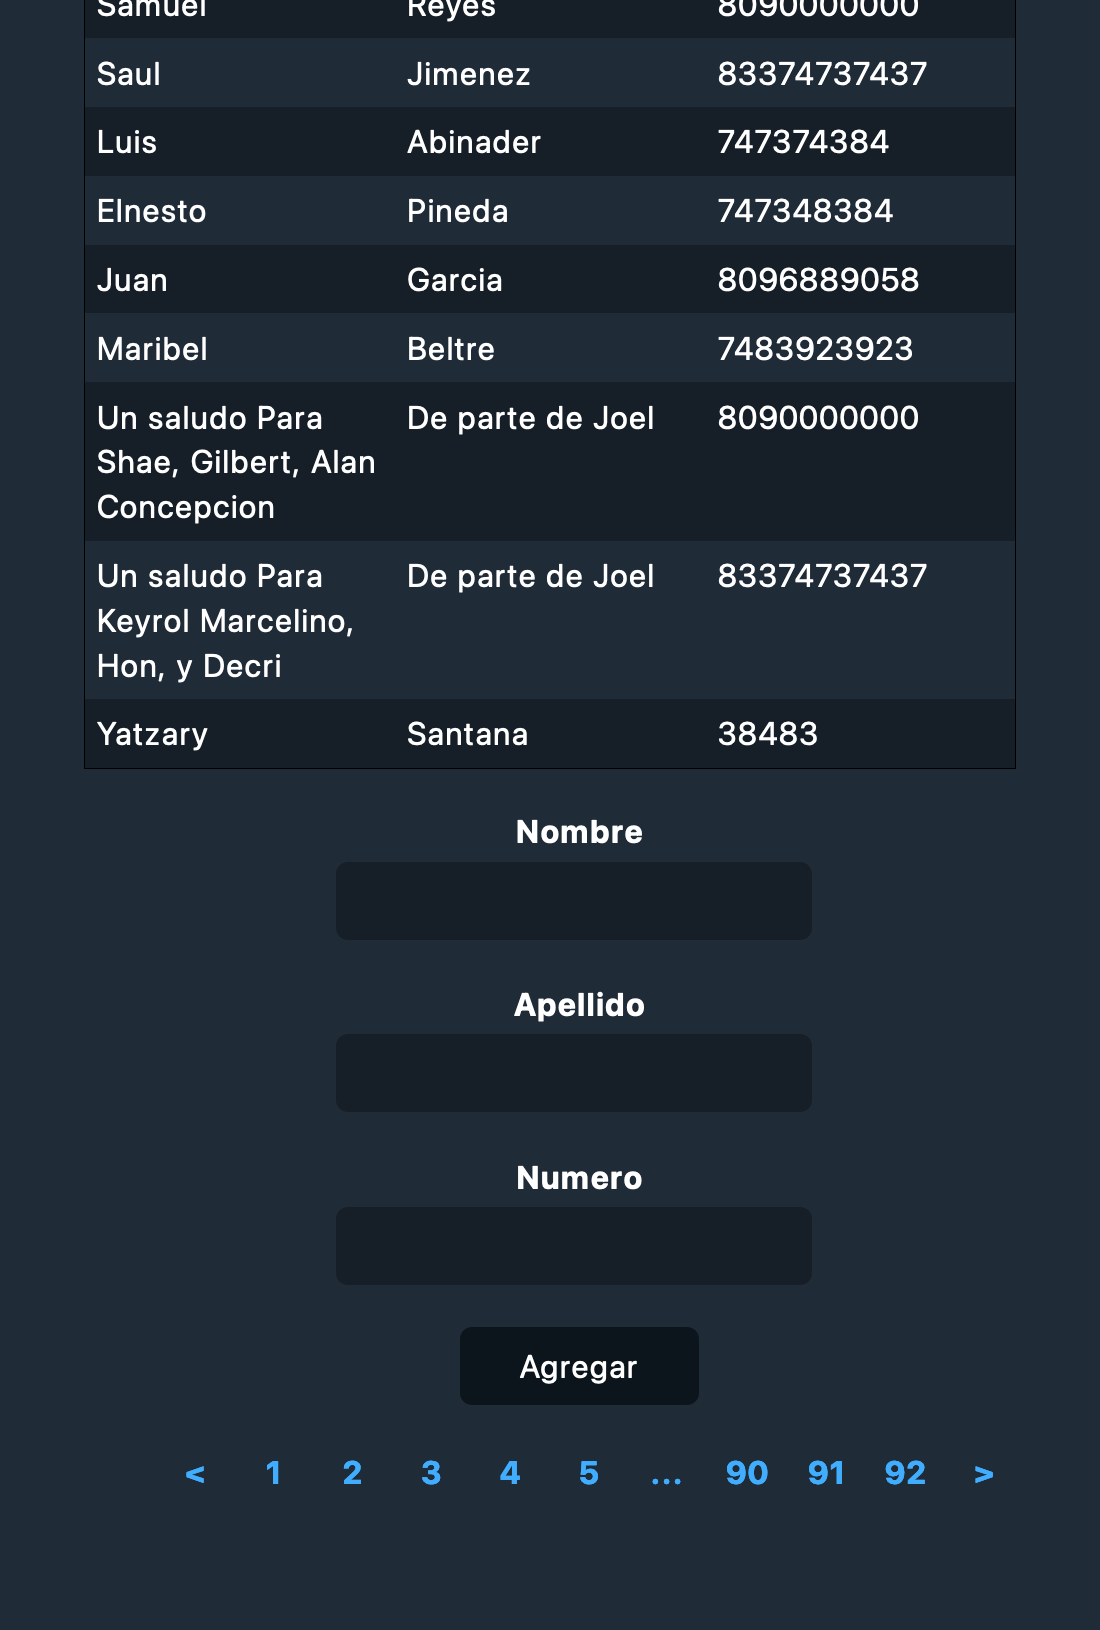 Samuel Reyes 8090000000
Saul Jimenez 83374737437
Luis Abinader 747374384
Elnesto Pineda 747348384
Juan Garcia 8096889058
Maribel Beltre 7483923923
Un saludo Para De parte de Joel 8090000000
Shae, Gilbert, Alan
Concepcion
Un saludo Para De parte de Joel 83374737437
Keyrol Marcelino,
Hon, y Decri
Yatzary Santana 38483
Nombre
Apellido
Numero
Agregar
< 1 2 3 4 5 ... 90 91 92 >